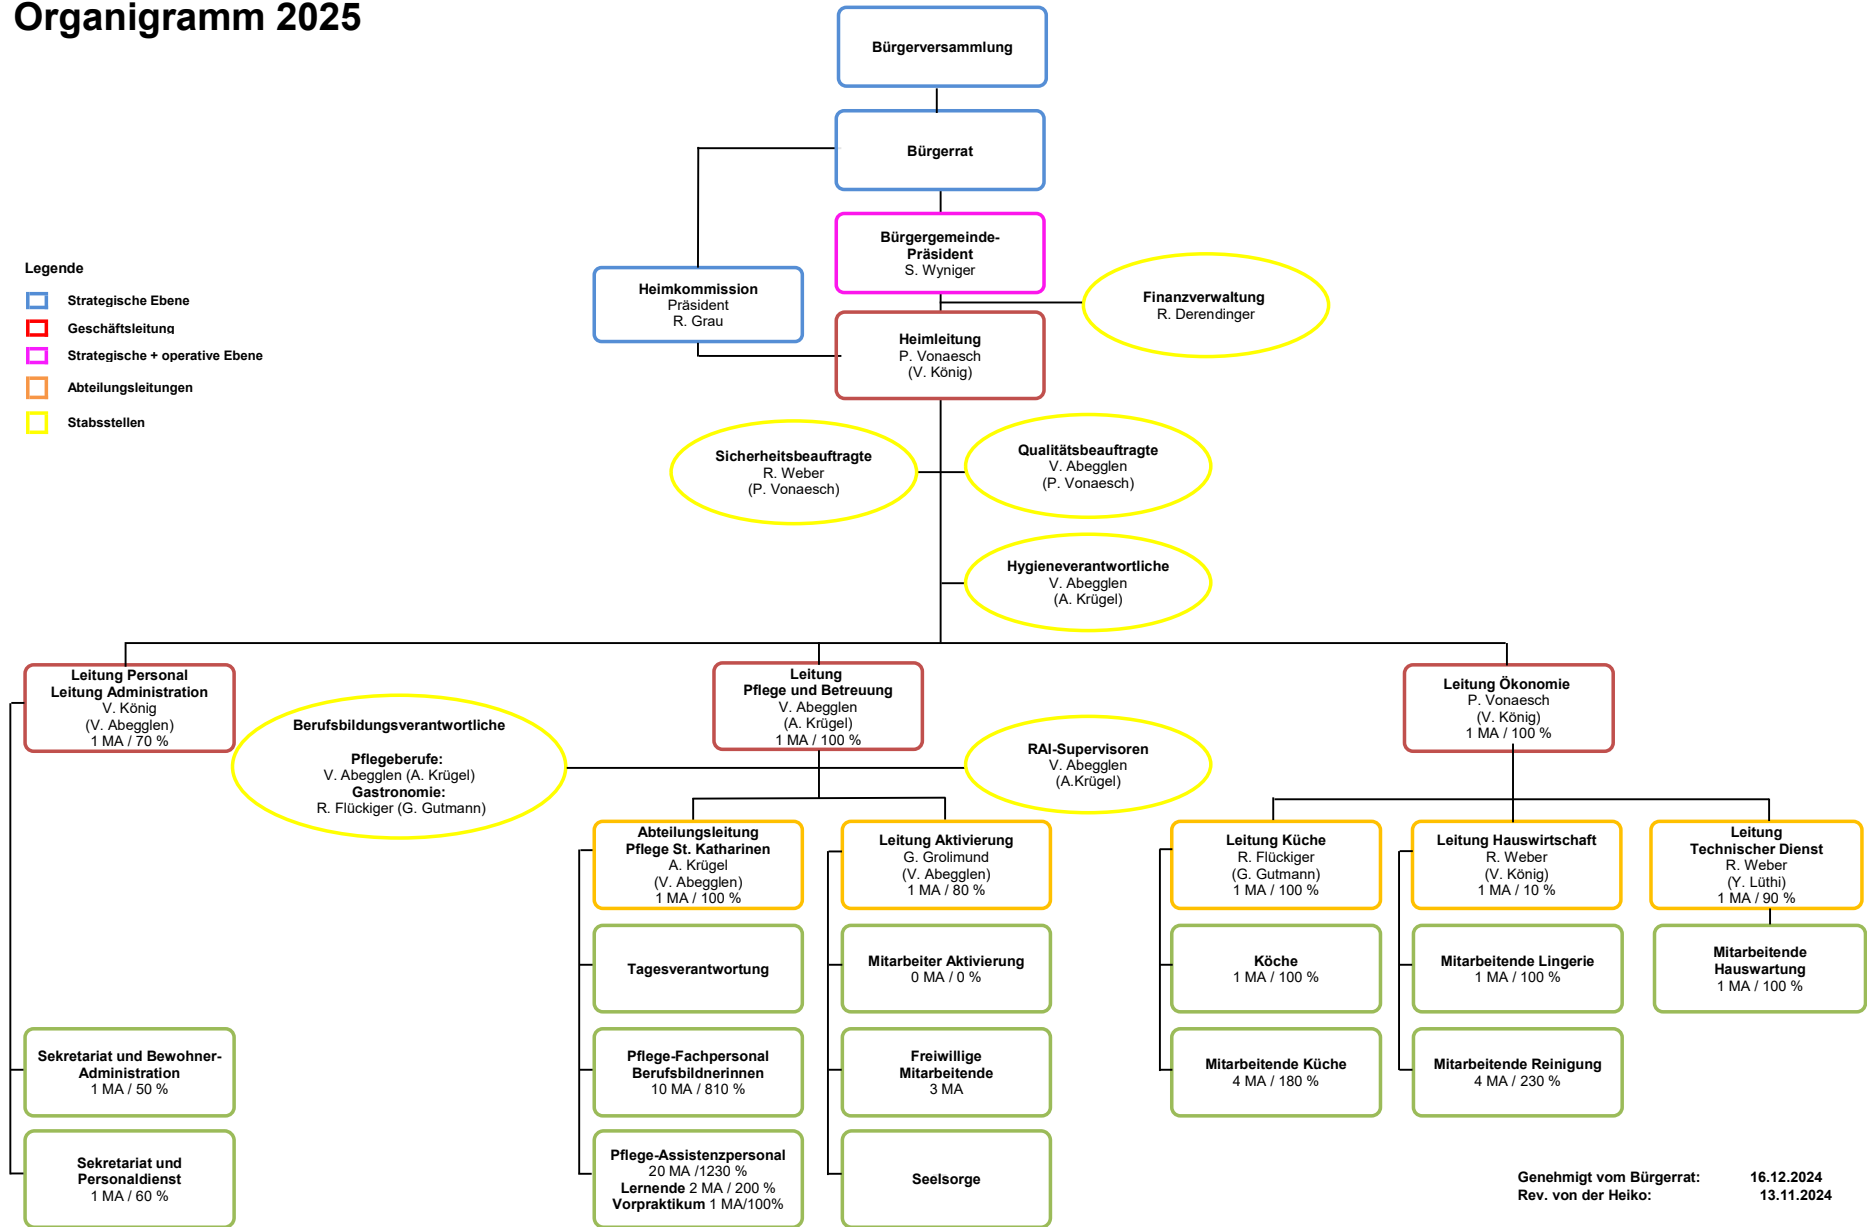 Organigramm 2025
Bürgerversammlung
Bürgerrat
Bürgergemeinde-
Präsident
S. Wyniger
Heimkommission
Präsident
R. Grau
Finanzverwaltung
R. Derendinger
Heimleitung
P. Vonaesch
(V. König)
Legende
Strategische Ebene
Geschäftsleitung
Strategische + operative Ebene
Abteilungsleitungen
Stabsstellen
Sicherheitsbeauftragte
R. Weber
(P. Vonaesch)
Qualitätsbeauftragte
V. Abegglen
(P. Vonaesch)
Hygieneverantwortliche
V. Abegglen
(A. Krügel)
Leitung Personal
Leitung Administration
V. König
(V. Abegglen)
1 MA / 70 %
Berufsbildungsverantwortliche
Pflegeberufe:
V. Abegglen (A. Krügel)
Gastronomie:
R. Flückiger (G. Gutmann)
Leitung
Pflege und Betreuung
V. Abegglen
(A. Krügel)
1 MA / 100 %
RAI-Supervisoren
V. Abegglen
(A.Krügel)
Leitung Ökonomie
P. Vonaesch
(V. König)
1 MA / 100 %
Abteilungsleitung
Pflege St. Katharinen
A. Krügel
(V. Abegglen)
1 MA / 100 %
Leitung Aktivierung
G. Grolimund
(V. Abegglen)
1 MA / 80 %
Leitung Küche
R. Flückiger
(G. Gutmann)
1 MA / 100 %
Leitung Hauswirtschaft
R. Weber
(V. König)
1 MA / 10 %
Leitung
Technischer Dienst
R. Weber
(Y. Lüthi)
1 MA / 90 %
Tagesverantwortung
Mitarbeiter Aktivierung
0 MA / 0 %
Köche
1 MA / 100 %
Mitarbeitende Lingerie
1 MA / 100 %
Mitarbeitende
Hauswartung
1 MA / 100 %
Sekretariat und Bewohner-
Administration
1 MA / 50 %
Pflege-Fachpersonal
Berufsbildnerinnen
10 MA / 810 %
Freiwillige
Mitarbeitende
3 MA
Mitarbeitende Küche
4 MA / 180 %
Mitarbeitende Reinigung
4 MA / 230 %
Sekretariat und
Personaldienst
1 MA / 60 %
Pflege-Assistenzpersonal
20 MA /1230 %
Lernende 2 MA / 200 %
Vorpraktikum 1 MA/100%
Seelsorge
Genehmigt vom Bürgerrat: 16.12.2024
Rev. von der Heiko: 13.11.2024